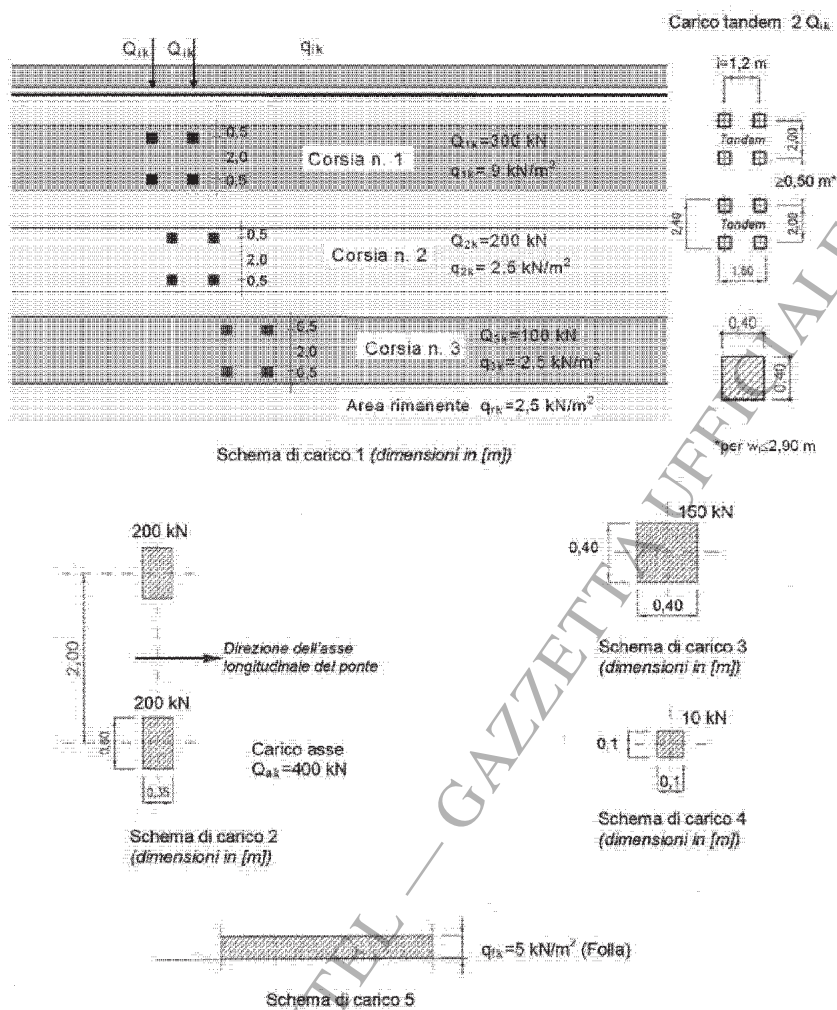 Carico tandem 2 Qik
Qik Qik qik
i=1,2 m
0,5
2,0
0,5
Corsia n. 1
Q1k=300 kN
q1k= 9 kN/m²
Tandem
2,00
≥0,50 m*
0,5
2,0
0,5
Corsia n. 2
Q2k=200 kN
q2k= 2,5 kN/m²
2,40
Tandem
2,00
1,60
0,5
2,0
0,5
Corsia n. 3
Q3k=100 kN
q3k= 2,5 kN/m²
0,40
0,40
Area rimanente qrk=2,5 kN/m²
*per wl≤2,90 m
Schema di carico 1 (dimensioni in [m])
200 kN
2,00
Direzione dell'asse
longitudinale del ponte
200 kN
0,60
0,35
Carico asse
Qak=400 kN
Schema di carico 2
(dimensioni in [m])
150 kN
0,40
0,40
Schema di carico 3
(dimensioni in [m])
10 kN
0,1
0,1
Schema di carico 4
(dimensioni in [m])
qfk=5 kN/m² (Folla)
Schema di carico 5
TEL — GAZZETTA UFFICIALE